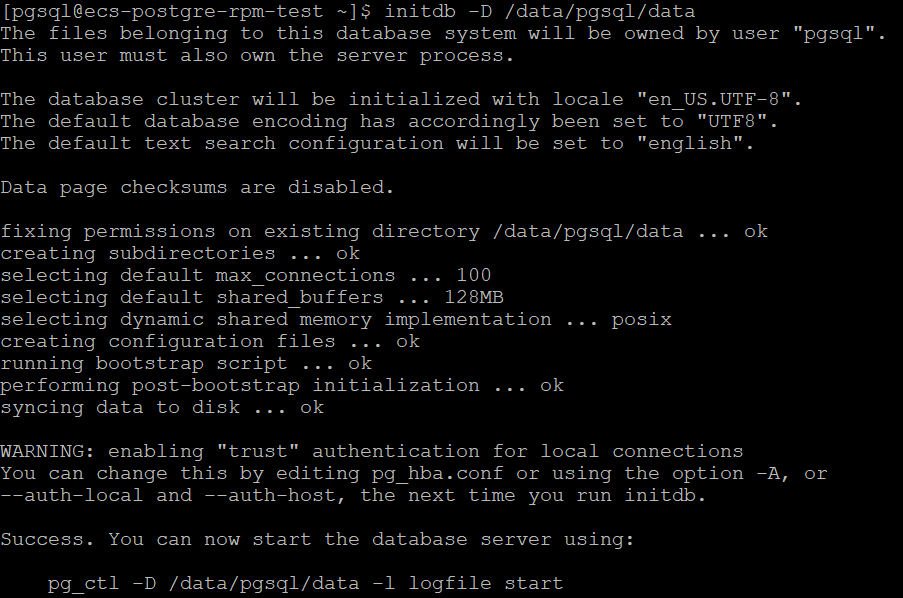 [pgsql@ecs-postgre-rpm-test ~]$ initdb -D /data/pgsql/data
The files belonging to this database system will be owned by user "pgsql".
This user must also own the server process.
The database cluster will be initialized with locale "en_US.UTF-8".
The default database encoding has accordingly been set to "UTF8".
The default text search configuration will be set to "english".
Data page checksums are disabled.
fixing permissions on existing directory /data/pgsql/data ... ok
creating subdirectories ... ok
selecting default max_connections ... 100
selecting default shared_buffers ... 128MB
selecting dynamic shared memory implementation ... posix
creating configuration files ... ok
running bootstrap script ... ok
performing post-bootstrap initialization ... ok
syncing data to disk ... ok
WARNING: enabling "trust" authentication for local connections
You can change this by editing pg_hba.conf or using the option -A, or
--auth-local and --auth-host, the next time you run initdb.
Success. You can now start the database server using:
pg_ctl -D /data/pgsql/data -l logfile start